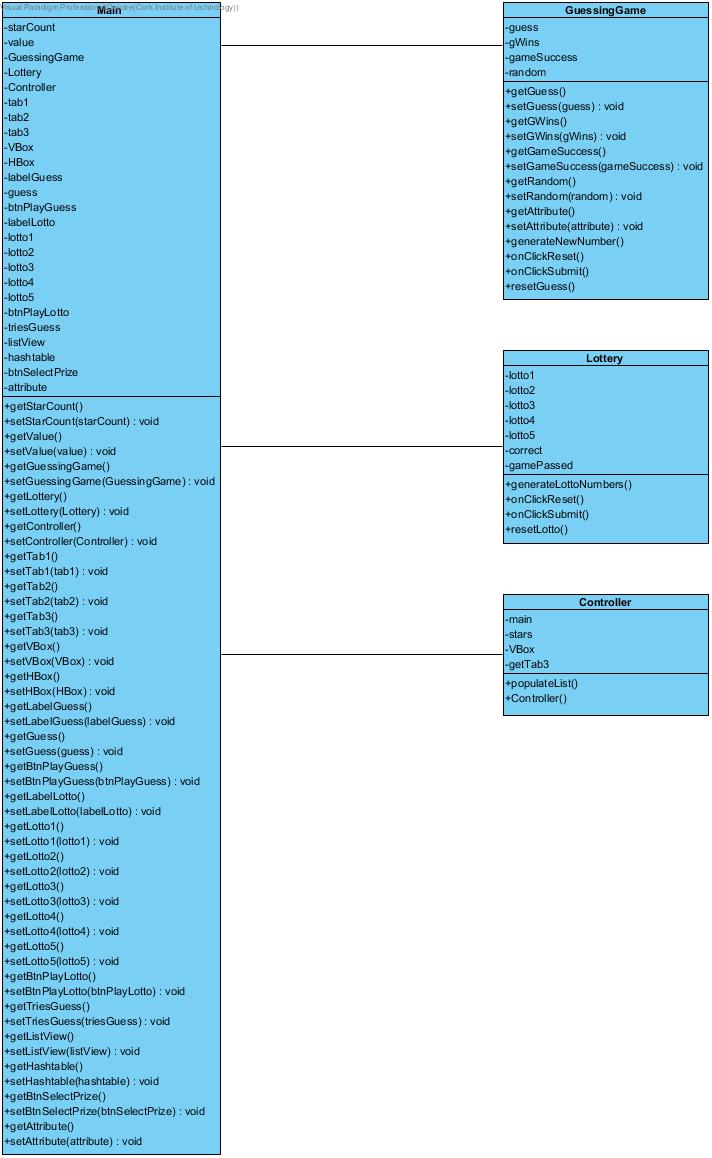 Visual Paradigm Professional
(Cork Institute of technology))
Main
-starCount
-value
-GuessingGame
-Lottery
-Controller
-tab1
-tab2
-tab3
-VBox
-HBox
-labelGuess
-guess
-btnPlayGuess
-labelLotto
-lotto1
-lotto2
-lotto3
-lotto4
-lotto5
-btnPlayLotto
-triesGuess
-listView
-hashtable
-btnSelectPrize
-attribute
+getStarCount()
+setStarCount(starCount) : void
+getValue()
+setValue(value) : void
+getGuessingGame()
+setGuessingGame(GuessingGame) : void
+getLottery()
+setLottery(Lottery) : void
+getController()
+setController(Controller) : void
+getTab1()
+setTab1(tab1) : void
+getTab2()
+setTab2(tab2) : void
+getTab3()
+setTab3(tab3) : void
+getVBox()
+setVBox(VBox) : void
+getHBox()
+setHBox(HBox) : void
+getLabelGuess()
+setLabelGuess(labelGuess) : void
+getGuess()
+setGuess(guess) : void
+getBtnPlayGuess()
+setBtnPlayGuess(btnPlayGuess) : void
+getLabelLotto()
+setLabelLotto(labelLotto) : void
+getLotto1()
+setLotto1(lotto1) : void
+getLotto2()
+setLotto2(lotto2) : void
+getLotto3()
+setLotto3(lotto3) : void
+getLotto4()
+setLotto4(lotto4) : void
+getLotto5()
+setLotto5(lotto5) : void
+getBtnPlayLotto()
+setBtnPlayLotto(btnPlayLotto) : void
+getTriesGuess()
+setTriesGuess(triesGuess) : void
+getListView()
+setListView(listView) : void
+getHashtable()
+setHashtable(hashtable) : void
+getBtnSelectPrize()
+setBtnSelectPrize(btnSelectPrize) : void
+getAttribute()
+setAttribute(attribute) : void
GuessingGame
-guess
-gWins
-gameSuccess
-random
+getGuess()
+setGuess(guess) : void
+getGWins()
+setGWins(gWins) : void
+getGameSuccess()
+setGameSuccess(gameSuccess) : void
+getRandom()
+setRandom(random) : void
+getAttribute()
+setAttribute(attribute) : void
+generateNewNumber()
+onClickReset()
+onClickSubmit()
+resetGuess()
Lottery
-lotto1
-lotto2
-lotto3
-lotto4
-lotto5
-correct
-gamePassed
+generateLottoNumbers()
+onClickReset()
+onClickSubmit()
+resetLotto()
Controller
-main
-stars
-VBox
-getTab3
+populateList()
+Controller()